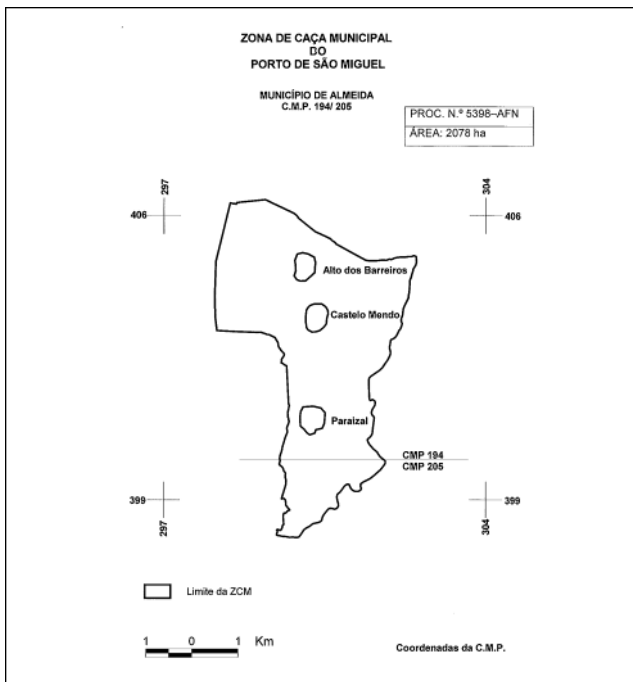 ZONA DE CAÇA MUNICIPAL
DO
PORTO DE SÃO MIGUEL
MUNICÍPIO DE ALMEIDA
C.M.P. 194/ 205
PROC. N.º 5398–AFN
ÁREA: 2078 ha
297
304
406
406
Alto dos Barreiros
Castelo Mendo
Paraizal
CMP 194
CMP 205
399
399
297
304
Limite da ZCM
1 0 1 Km
Coordenadas da C.M.P.